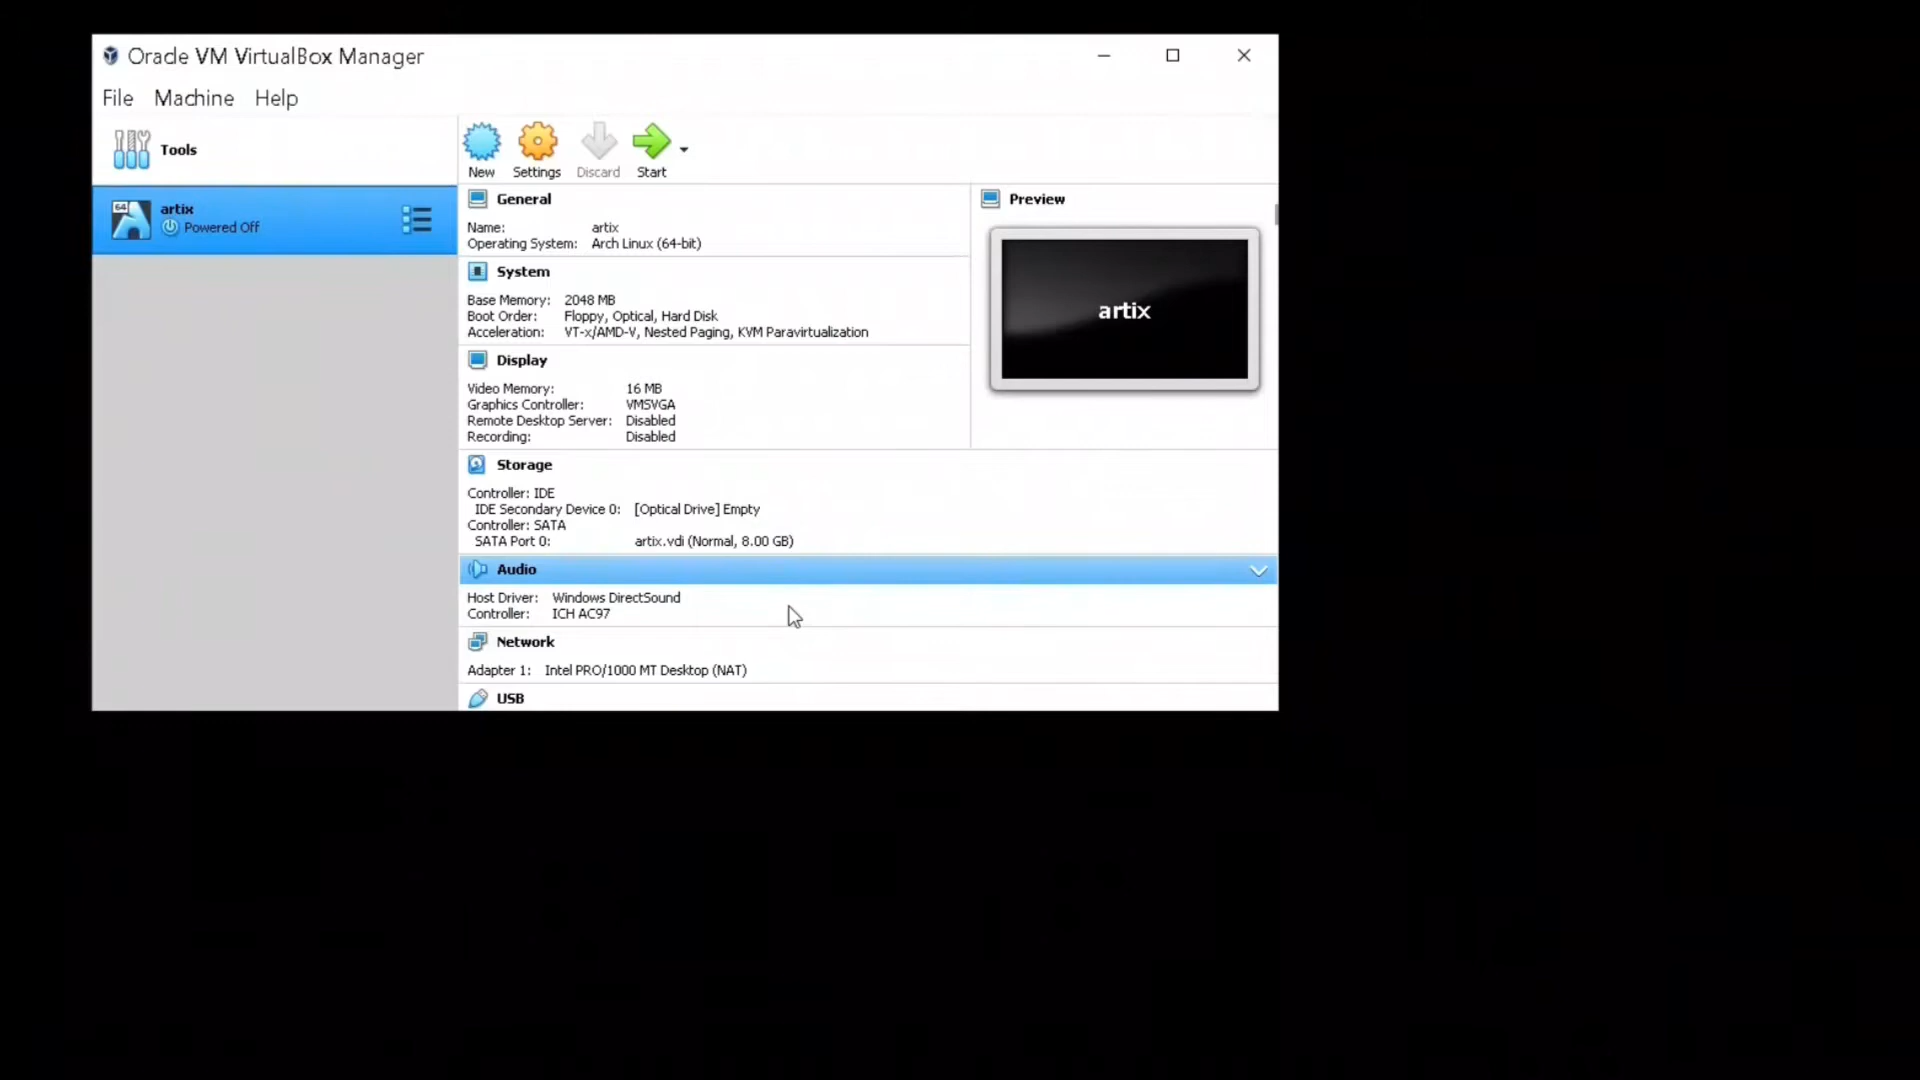 Oracle VM VirtualBox Manager
File Machine Help
Tools
New Settings Discard Start
64
artix
Powered Off
General
Name: artix
Operating System: Arch Linux (64-bit)
Preview
artix
System
Base Memory: 2048 MB
Boot Order: Floppy, Optical, Hard Disk
Acceleration: VT-x/AMD-V, Nested Paging, KVM Paravirtualization
Display
Video Memory: 16 MB
Graphics Controller: VMSVGA
Remote Desktop Server: Disabled
Recording: Disabled
Storage
Controller: IDE
IDE Secondary Device 0: [Optical Drive] Empty
Controller: SATA
SATA Port 0: artix.vdi (Normal, 8.00 GB)
Audio
Host Driver: Windows DirectSound
Controller: ICH AC97
Network
Adapter 1: Intel PRO/1000 MT Desktop (NAT)
USB